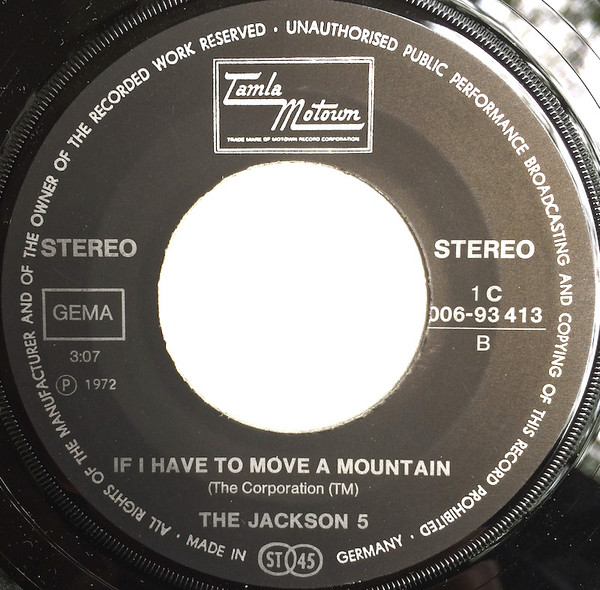 ALL RIGHTS OF THE MANUFACTURER AND OF THE OWNER OF THE RECORDED WORK RESERVED · UNAUTHORISED PUBLIC PERFORMANCE BROADCASTING AND COPYING OF THIS RECORD PROHIBITED ·
Tamla
Motown
TRADE MARK OF MOTOWN RECORD CORPORATION
STEREO
STEREO
GEMA
1 C
006-93 413
B
3:07
Ⓟ 1972
IF I HAVE TO MOVE A MOUNTAIN
(The Corporation (TM)
THE JACKSON 5
· MADE IN ST 45 GERMANY ·